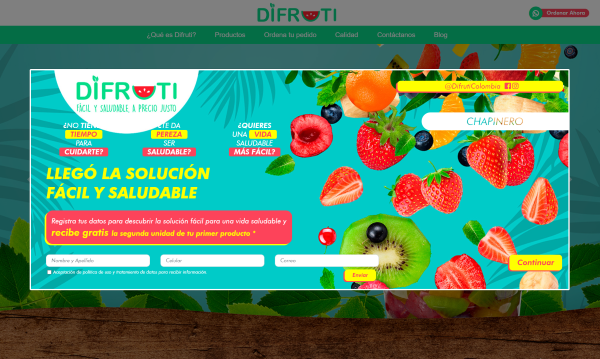 DIFRUTI
Ordenar Ahora
¿Qué es Difruti?
Productos
Ordena tu pedido
Calidad
Contáctenos
Blog
DIFRUTI
FÁCIL Y SALUDABLE, A PRECIO JUSTO
@DifrutiColombia
CHAPINERO
TIEMPO
PARA
CUIDARTE?
TE DA
PEREZA
SER
SALUDABLE?
¿QUIERES
UNA VIDA
SALUDABLE
MÁS FÁCIL?
LLEGÓ LA SOLUCIÓN
FÁCIL Y SALUDABLE
Registra tus datos para descubrir la solución fácil para una vida saludable y
recibe gratis la segunda unidad de tu primer producto *
Nombre y Apellido
Celular
Correo
Aceptación de política de uso y tratamiento de datos para recibir información.
Enviar
Continuar